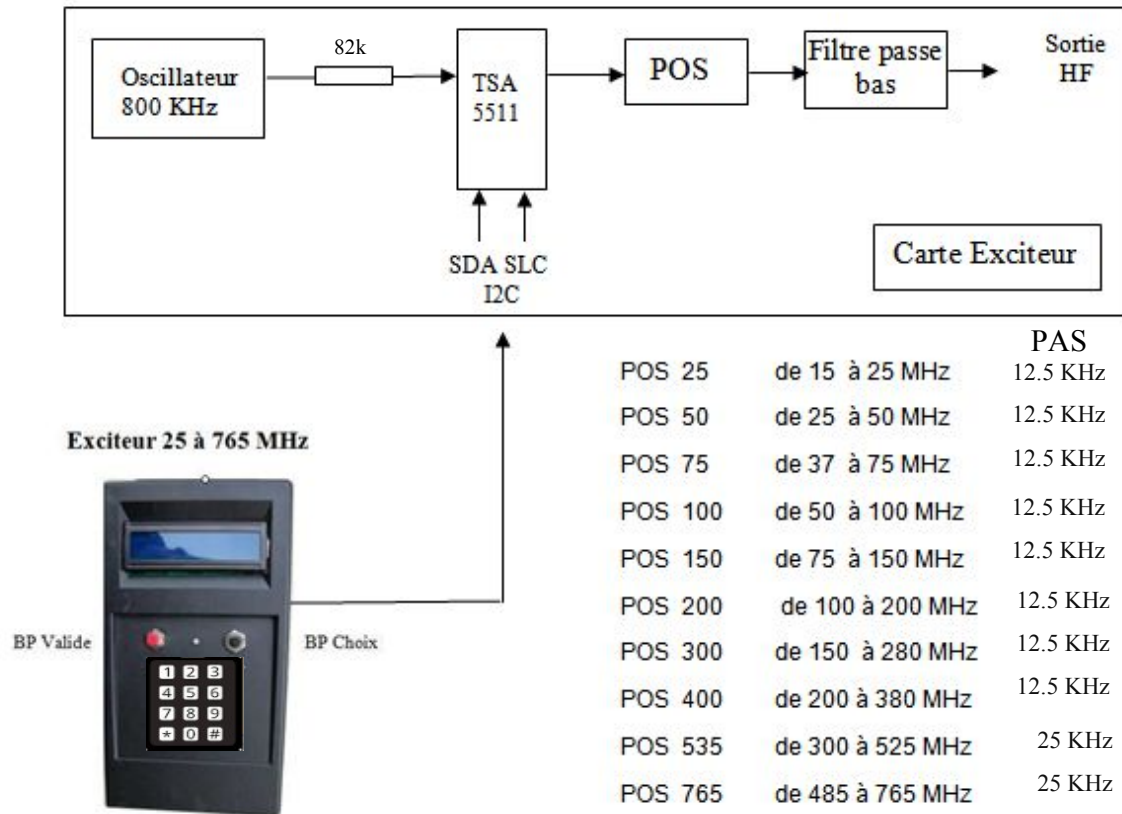 82k
Oscillateur
800 KHz
TSA
5511
POS
Filtre passe
bas
Sortie
HF
SDA SLC
I2C
Carte Exciteur
PAS
POS 25 de 15 à 25 MHz 12.5 KHz
POS 50 de 25 à 50 MHz 12.5 KHz
POS 75 de 37 à 75 MHz 12.5 KHz
POS 100 de 50 à 100 MHz 12.5 KHz
POS 150 de 75 à 150 MHz 12.5 KHz
POS 200 de 100 à 200 MHz 12.5 KHz
POS 300 de 150 à 280 MHz 12.5 KHz
POS 400 de 200 à 380 MHz 12.5 KHz
POS 535 de 300 à 525 MHz 25 KHz
POS 765 de 485 à 765 MHz 25 KHz
Exciteur 25 à 765 MHz
BP Valide
BP Choix
1 2 3
4 5 6
7 8 9
* 0 #